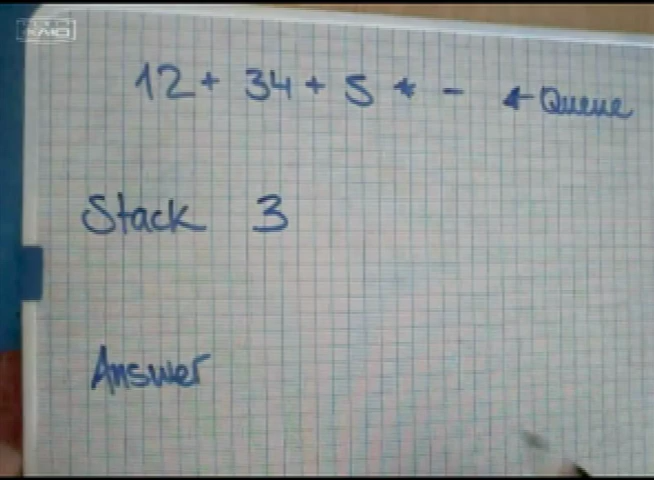 12 + 34 + 5 * - ← Queue
Stack 3
Answer